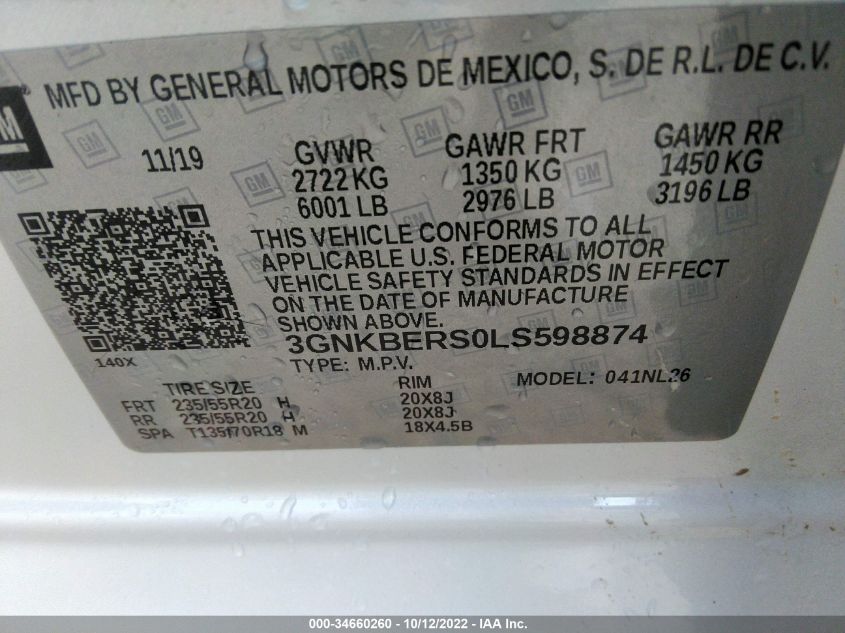 GM
MFD BY GENERAL MOTORS DE MEXICO, S. DE R.L. DE C.V.
11/19 GVWR GAWR FRT GAWR RR
2722 KG 1350 KG 1450 KG
6001 LB 2976 LB 3196 LB
THIS VEHICLE CONFORMS TO ALL
APPLICABLE U.S. FEDERAL MOTOR
VEHICLE SAFETY STANDARDS IN EFFECT
ON THE DATE OF MANUFACTURE
SHOWN ABOVE.
3GNKBERS0LS598874
140X
TYPE: M.P.V.
TIRE SIZE RIM MODEL: 041NL26
FRT 235/55R20 H 20X8J
RR 235/55R20 H 20X8J
SPA T135/70R18 M 18X4.5B
000-34660260 - 10/12/2022 - IAA Inc.